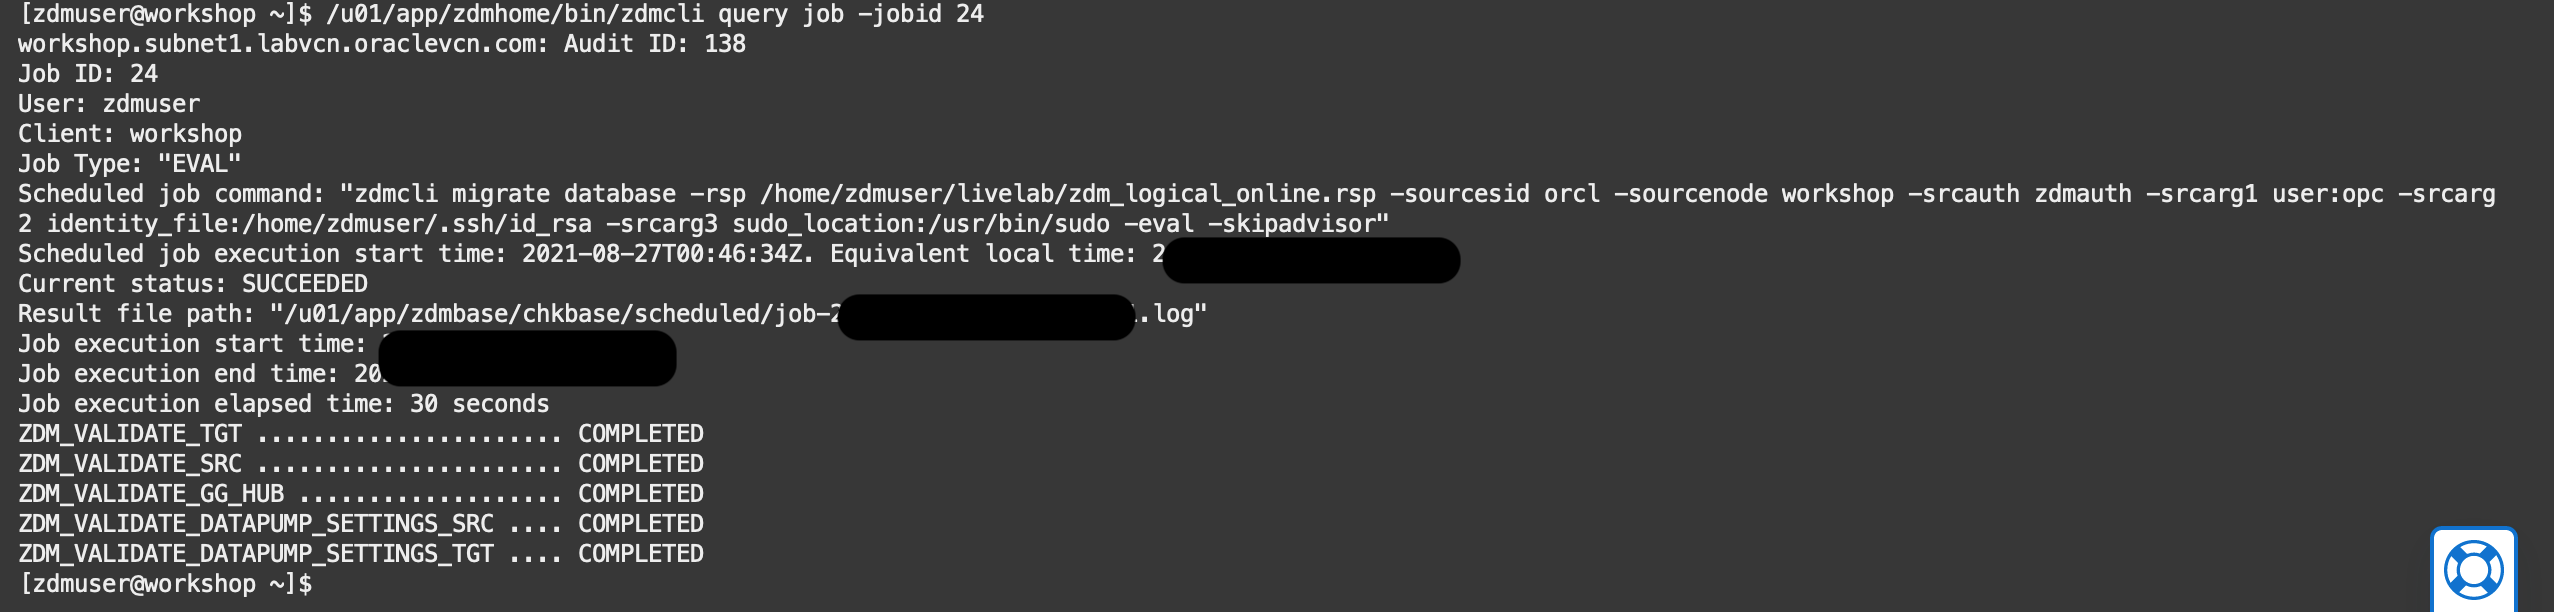 [zdmuser@workshop ~]$ /u01/app/zdmhome/bin/zdmcli query job -jobid 24
workshop.subnet1.labvcn.oraclevcn.com: Audit ID: 138
Job ID: 24
User: zdmuser
Client: workshop
Job Type: "EVAL"
Scheduled job command: "zdmcli migrate database -rsp /home/zdmuser/livelab/zdm_logical_online.rsp -sourcesid orcl -sourcenode workshop -srcauth zdmauth -srcarg1 user:opc -srcarg
2 identity_file:/home/zdmuser/.ssh/id_rsa -srcarg3 sudo_location:/usr/bin/sudo -eval -skipadvisor"
Scheduled job execution start time: 2021-08-27T00:46:34Z. Equivalent local time: 2
Current status: SUCCEEDED
Result file path: "/u01/app/zdmbase/chkbase/scheduled/job-2 .log"
Job execution start time:
Job execution end time: 20
Job execution elapsed time: 30 seconds
ZDM_VALIDATE_TGT ...................... COMPLETED
ZDM_VALIDATE_SRC ...................... COMPLETED
ZDM_VALIDATE_GG_HUB ................... COMPLETED
ZDM_VALIDATE_DATAPUMP_SETTINGS_SRC .... COMPLETED
ZDM_VALIDATE_DATAPUMP_SETTINGS_TGT .... COMPLETED
[zdmuser@workshop ~]$